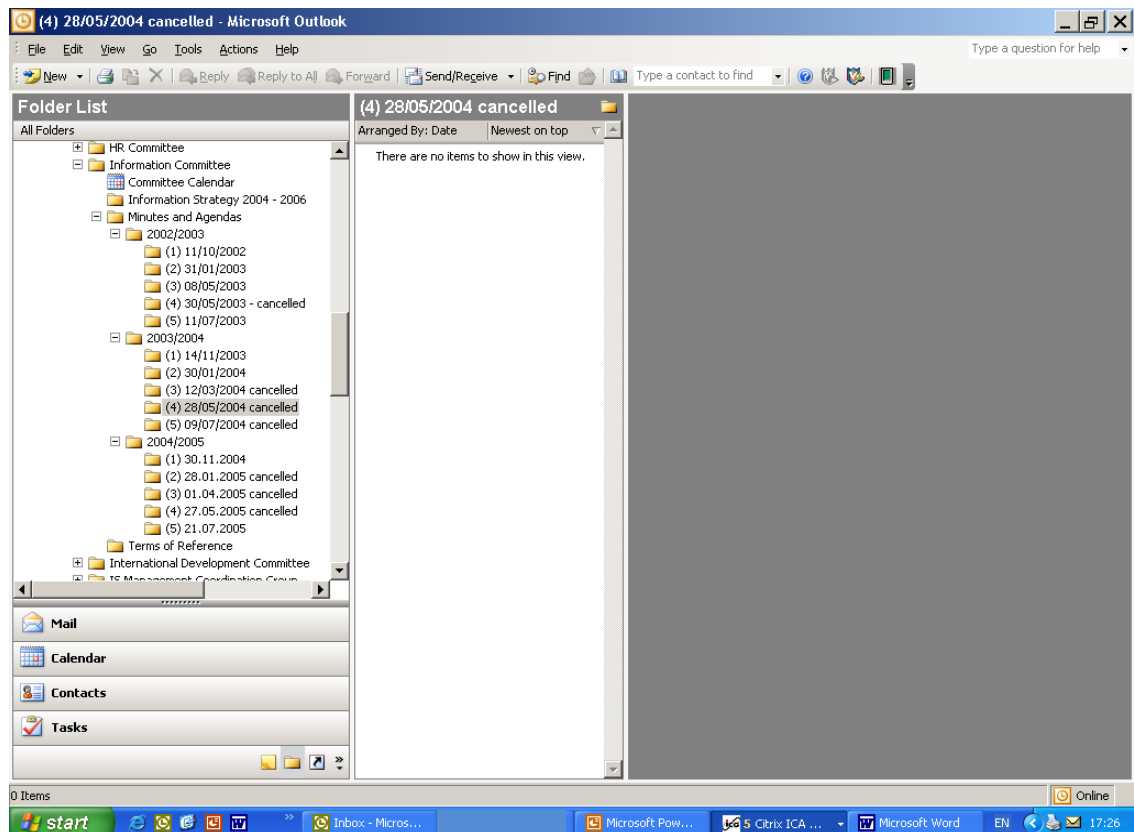 (4) 28/05/2004 cancelled - Microsoft Outlook
File Edit View Go Tools Actions Help
Type a question for help
New Reply Reply to All Forward Send/Receive Find Type a contact to find
Folder List
All Folders
HR Committee
Information Committee
Committee Calendar
Information Strategy 2004 - 2006
Minutes and Agendas
2002/2003
(1) 11/10/2002
(2) 31/01/2003
(3) 08/05/2003
(4) 30/05/2003 - cancelled
(5) 11/07/2003
2003/2004
(1) 14/11/2003
(2) 30/01/2004
(3) 12/03/2004 cancelled
(4) 28/05/2004 cancelled
(5) 09/07/2004 cancelled
2004/2005
(1) 30.11.2004
(2) 28.01.2005 cancelled
(3) 01.04.2005 cancelled
(4) 27.05.2005 cancelled
(5) 21.07.2005
Terms of Reference
International Development Committee
IS Management Coordination Group
Mail
Calendar
Contacts
Tasks
(4) 28/05/2004 cancelled
Arranged By: Date Newest on top
There are no items to show in this view.
0 Items
Online
start
Inbox - Micros...
Microsoft Pow...
5 Citrix ICA ...
Microsoft Word
EN
17:26